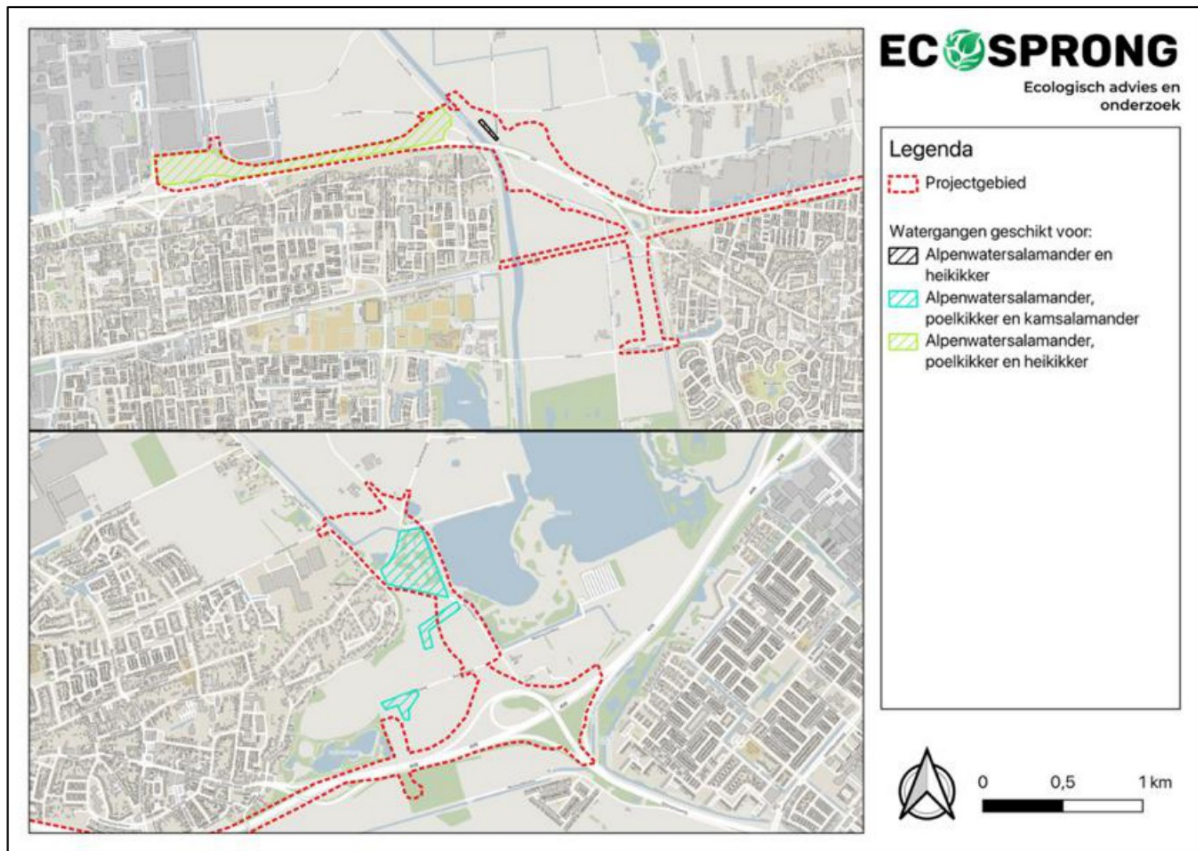 ECOSPRONG
Ecologisch advies en
onderzoek
Legenda
Projectgebied
Watergangen geschikt voor:
Alpenwatersalamander en
heikikker
Alpenwatersalamander,
poelkikker en kamsalamander
Alpenwatersalamander,
poelkikker en heikikker
0 0,5 1 km